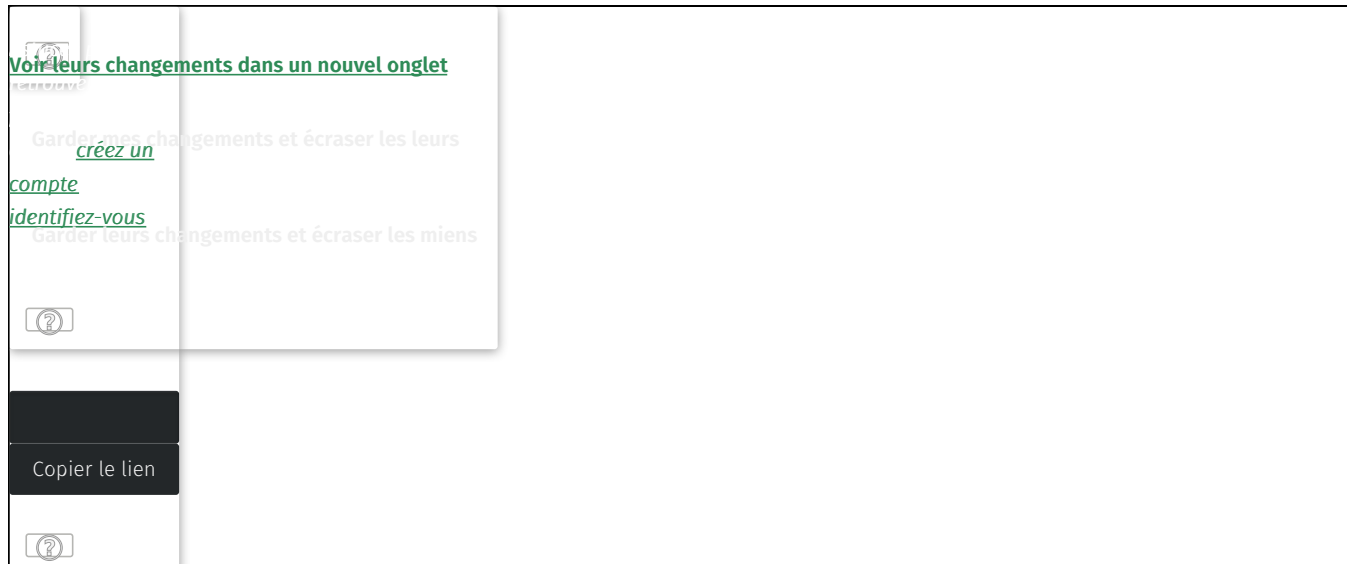 Voir leurs changements dans un nouvel onglet
Garder mes changements et écraser les leurs
créez un
compte
identifiez-vous
Garder leurs changements et écraser les miens
Copier le lien